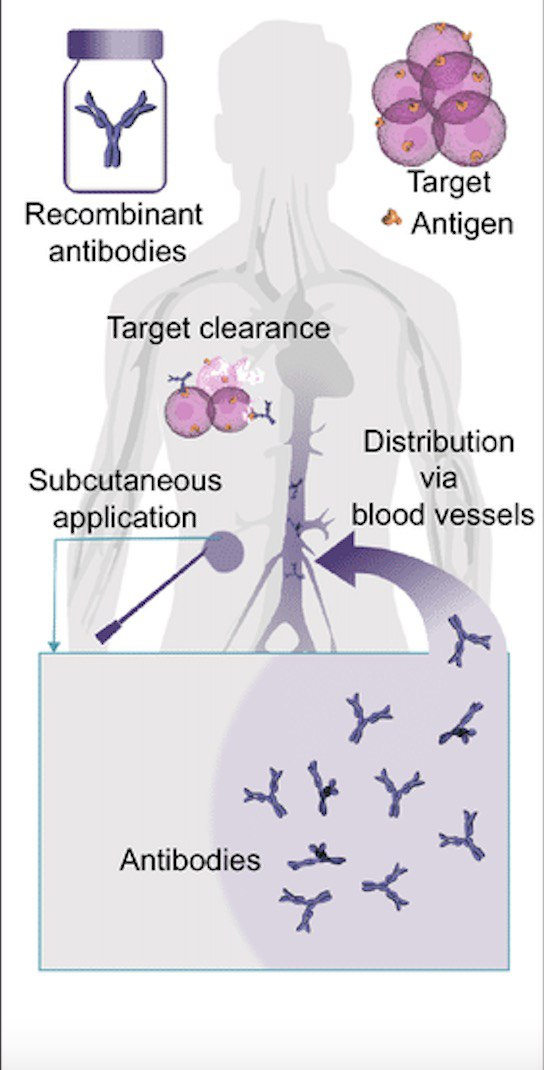 Recombinant
antibodies
Target
Antigen
Target clearance
Subcutaneous
application
Distribution
via
blood vessels
Antibodies